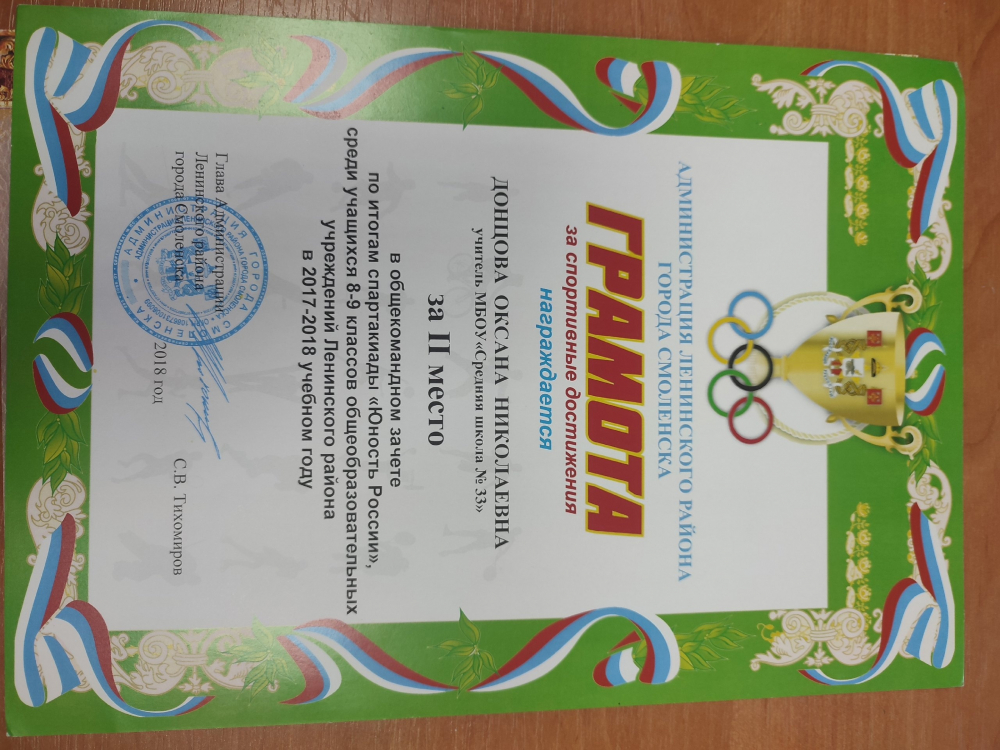 АДМИНИСТРАЦИЯ ЛЕНИНСКОГО РАЙОНА
ГОРОДА СМОЛЕНСКА
ГРАМОТА
за спортивные достижения
награждается
ДОНЦОВА ОКСАНА НИКОЛАЕВНА
учитель МБОУ«Средняя школа № 33»
за II место
в общекомандном зачете
по итогам спартакиады «Юность России»,
среди учащихся 8-9 классов общеобразовательных
учреждений Ленинского района
в 2017-2018 учебном году
Глава Администрации
Ленинского района
города Смоленска
С.В. Тихомиров
2018 год